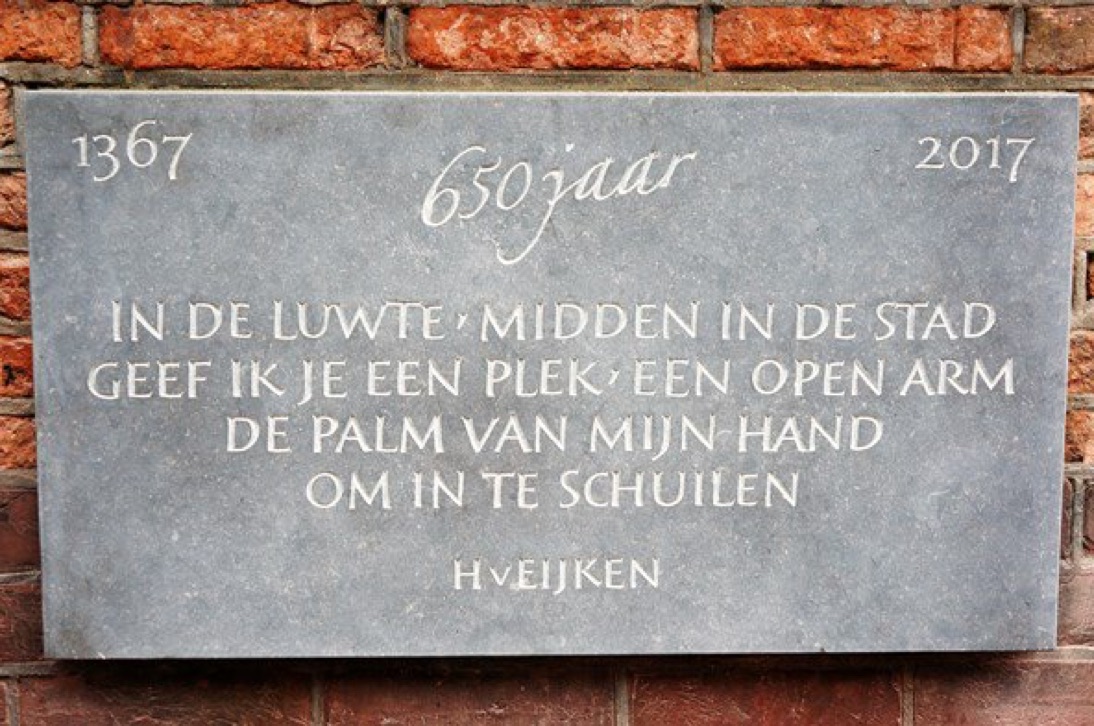 1367 650 jaar 2017
IN DE LUWTE, MIDDEN IN DE STAD
GEEF IK JE EEN PLEK, EEN OPEN ARM
DE PALM VAN MIJN HAND
OM IN TE SCHUILEN
HvEIJKEN